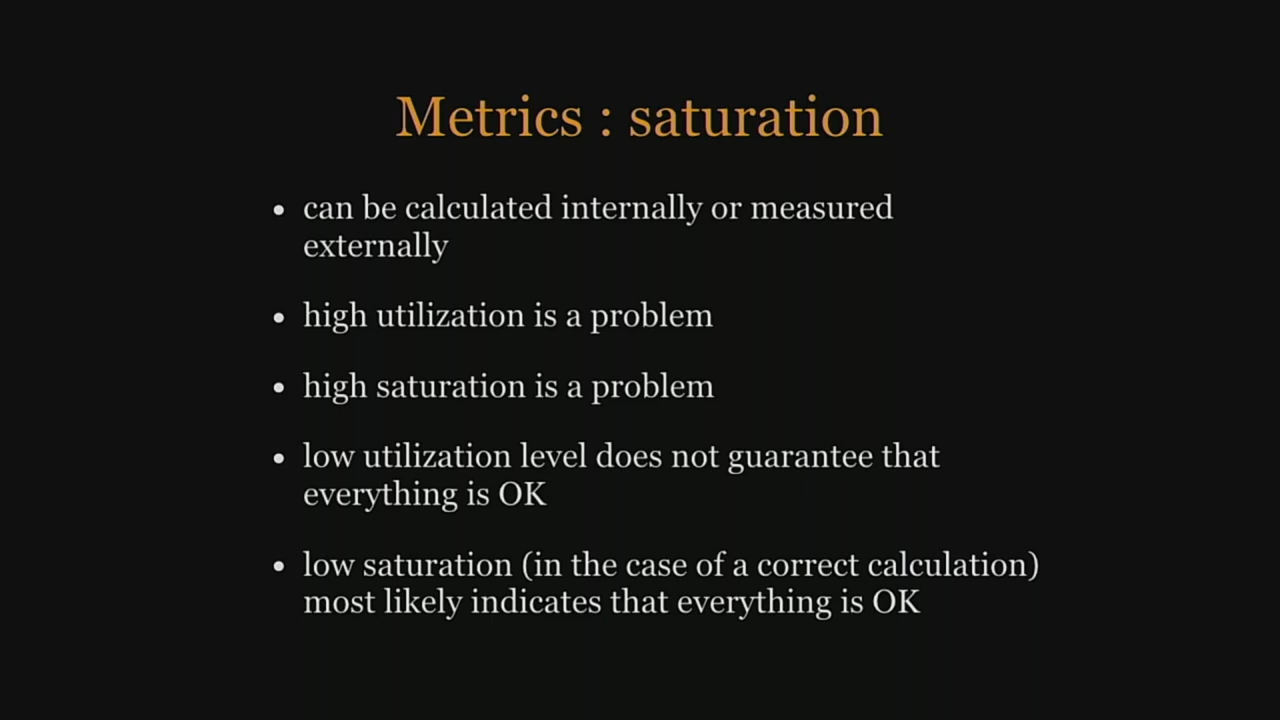 Metrics : saturation
• can be calculated internally or measured
externally
• high utilization is a problem
• high saturation is a problem
• low utilization level does not guarantee that
everything is OK
• low saturation (in the case of a correct calculation)
most likely indicates that everything is OK